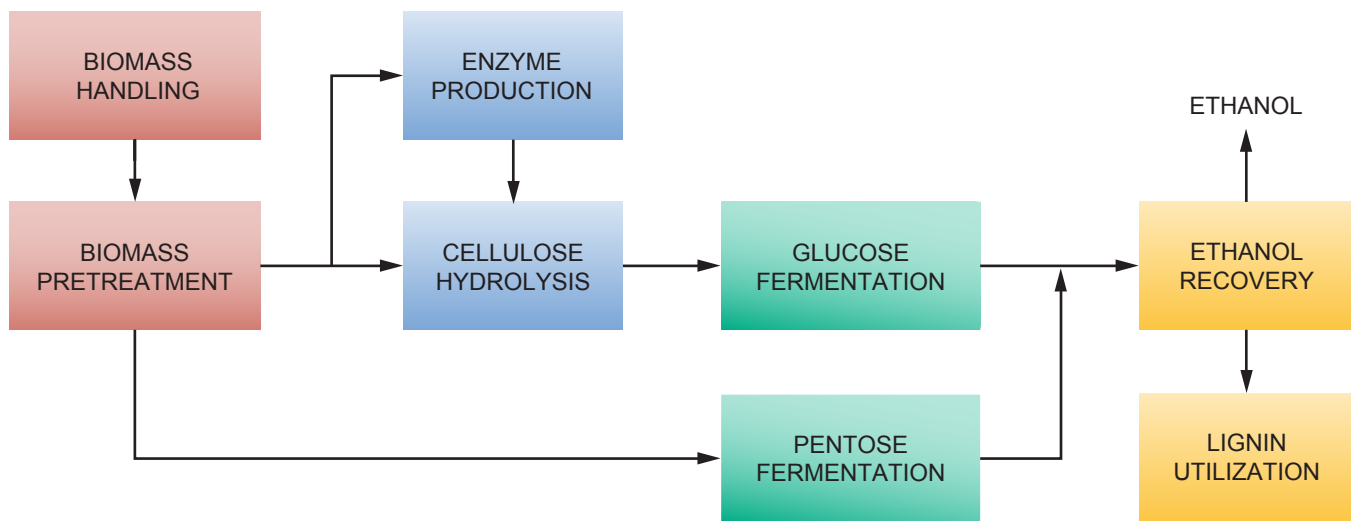 BIOMASS
HANDLING
ENZYME
PRODUCTION
ETHANOL
BIOMASS
PRETREATMENT
CELLULOSE
HYDROLYSIS
GLUCOSE
FERMENTATION
ETHANOL
RECOVERY
PENTOSE
FERMENTATION
LIGNIN
UTILIZATION